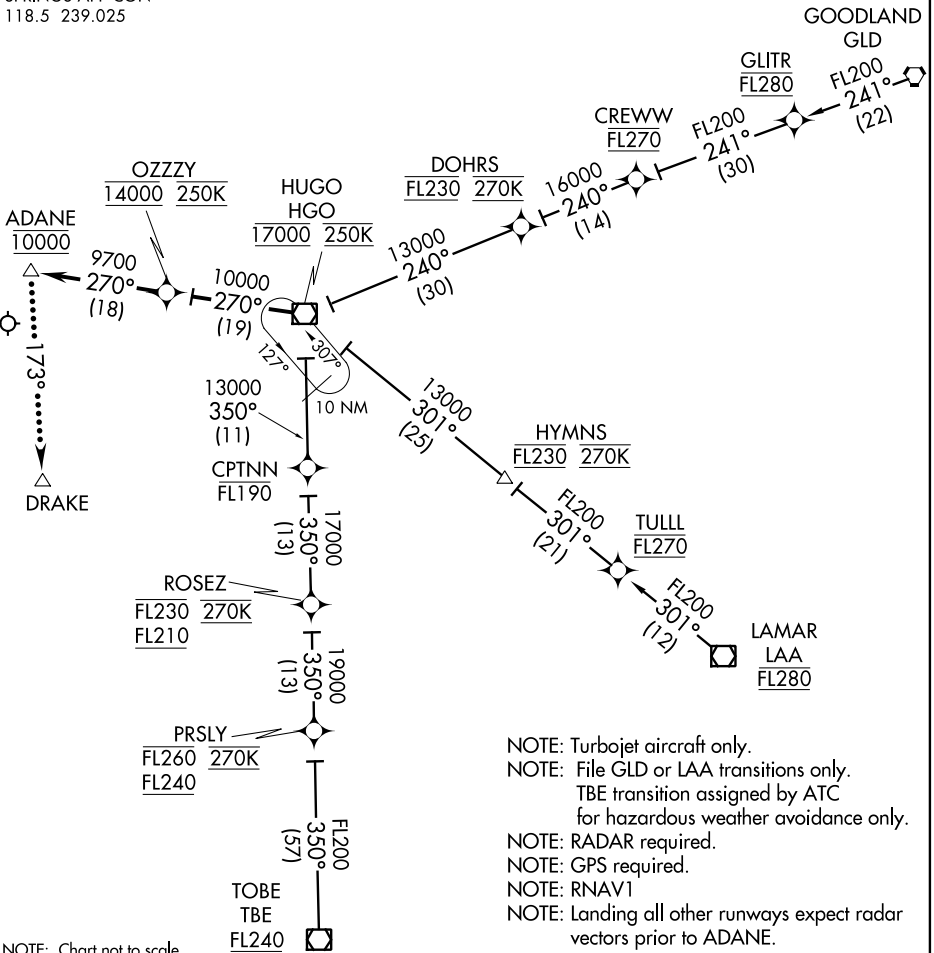 118.5 239.025
GOODLAND
GLD
FL200
241°
(22)
GLITR
FL280
FL200
241°
(30)
CREWW
FL270
16000
240°
(14)
DOHRS
FL230 270K
13000
240°
(30)
HUGO
HGO
17000 250K
OZZZY
14000 250K
ADANE
10000
9700
270°
(18)
10000
270°
(19)
173°
DRAKE
127°
307°
10 NM
13000
350°
(11)
CPTNN
FL190
17000
350°
(13)
ROSEZ
FL230 270K
FL210
19000
350°
(13)
PRSLY
FL260 270K
FL240
FL200
350°
(57)
TOBE
TBE
FL240
13000
301°
(25)
HYMNS
FL230 270K
FL200
301°
(21)
TULLL
FL270
FL200
301°
(12)
LAMAR
LAA
FL280
NOTE: Turbojet aircraft only.
NOTE: File GLD or LAA transitions only.
TBE transition assigned by ATC
for hazardous weather avoidance only.
NOTE: RADAR required.
NOTE: GPS required.
NOTE: RNAV1
NOTE: Landing all other runways expect radar
vectors prior to ADANE.
NOTE: Chart not to scale